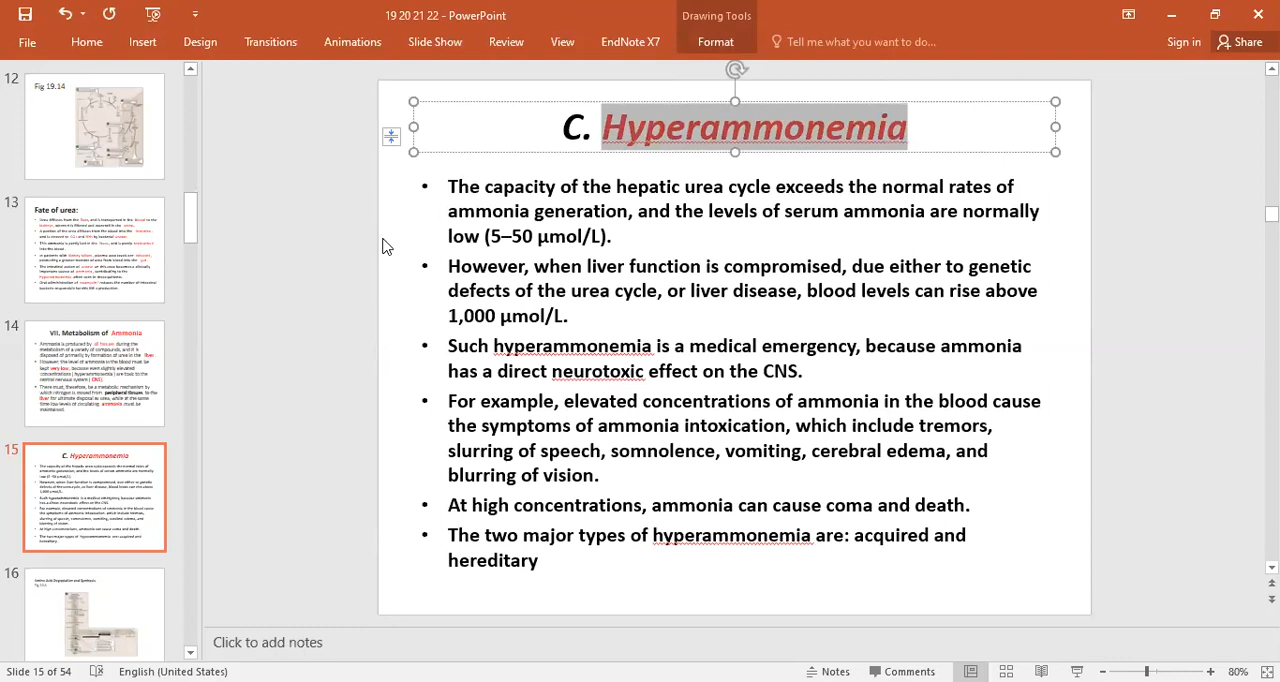 19 20 21 22 - PowerPoint
Drawing Tools
File Home Insert Design Transitions Animations Slide Show Review View EndNote X7 Format Tell me what you want to do... Sign in Share
12
Fig 19.14
13
Fate of urea:
14
VII. Metabolism of Ammonia
15
C. Hyperammonemia
16
C. Hyperammonemia
• The capacity of the hepatic urea cycle exceeds the normal rates of
ammonia generation, and the levels of serum ammonia are normally
low (5–50 μmol/L).
• However, when liver function is compromised, due either to genetic
defects of the urea cycle, or liver disease, blood levels can rise above
1,000 μmol/L.
• Such hyperammonemia is a medical emergency, because ammonia
has a direct neurotoxic effect on the CNS.
• For example, elevated concentrations of ammonia in the blood cause
the symptoms of ammonia intoxication, which include tremors,
slurring of speech, somnolence, vomiting, cerebral edema, and
blurring of vision.
• At high concentrations, ammonia can cause coma and death.
• The two major types of hyperammonemia are: acquired and
hereditary
Click to add notes
Slide 15 of 54 English (United States) Notes Comments 80%